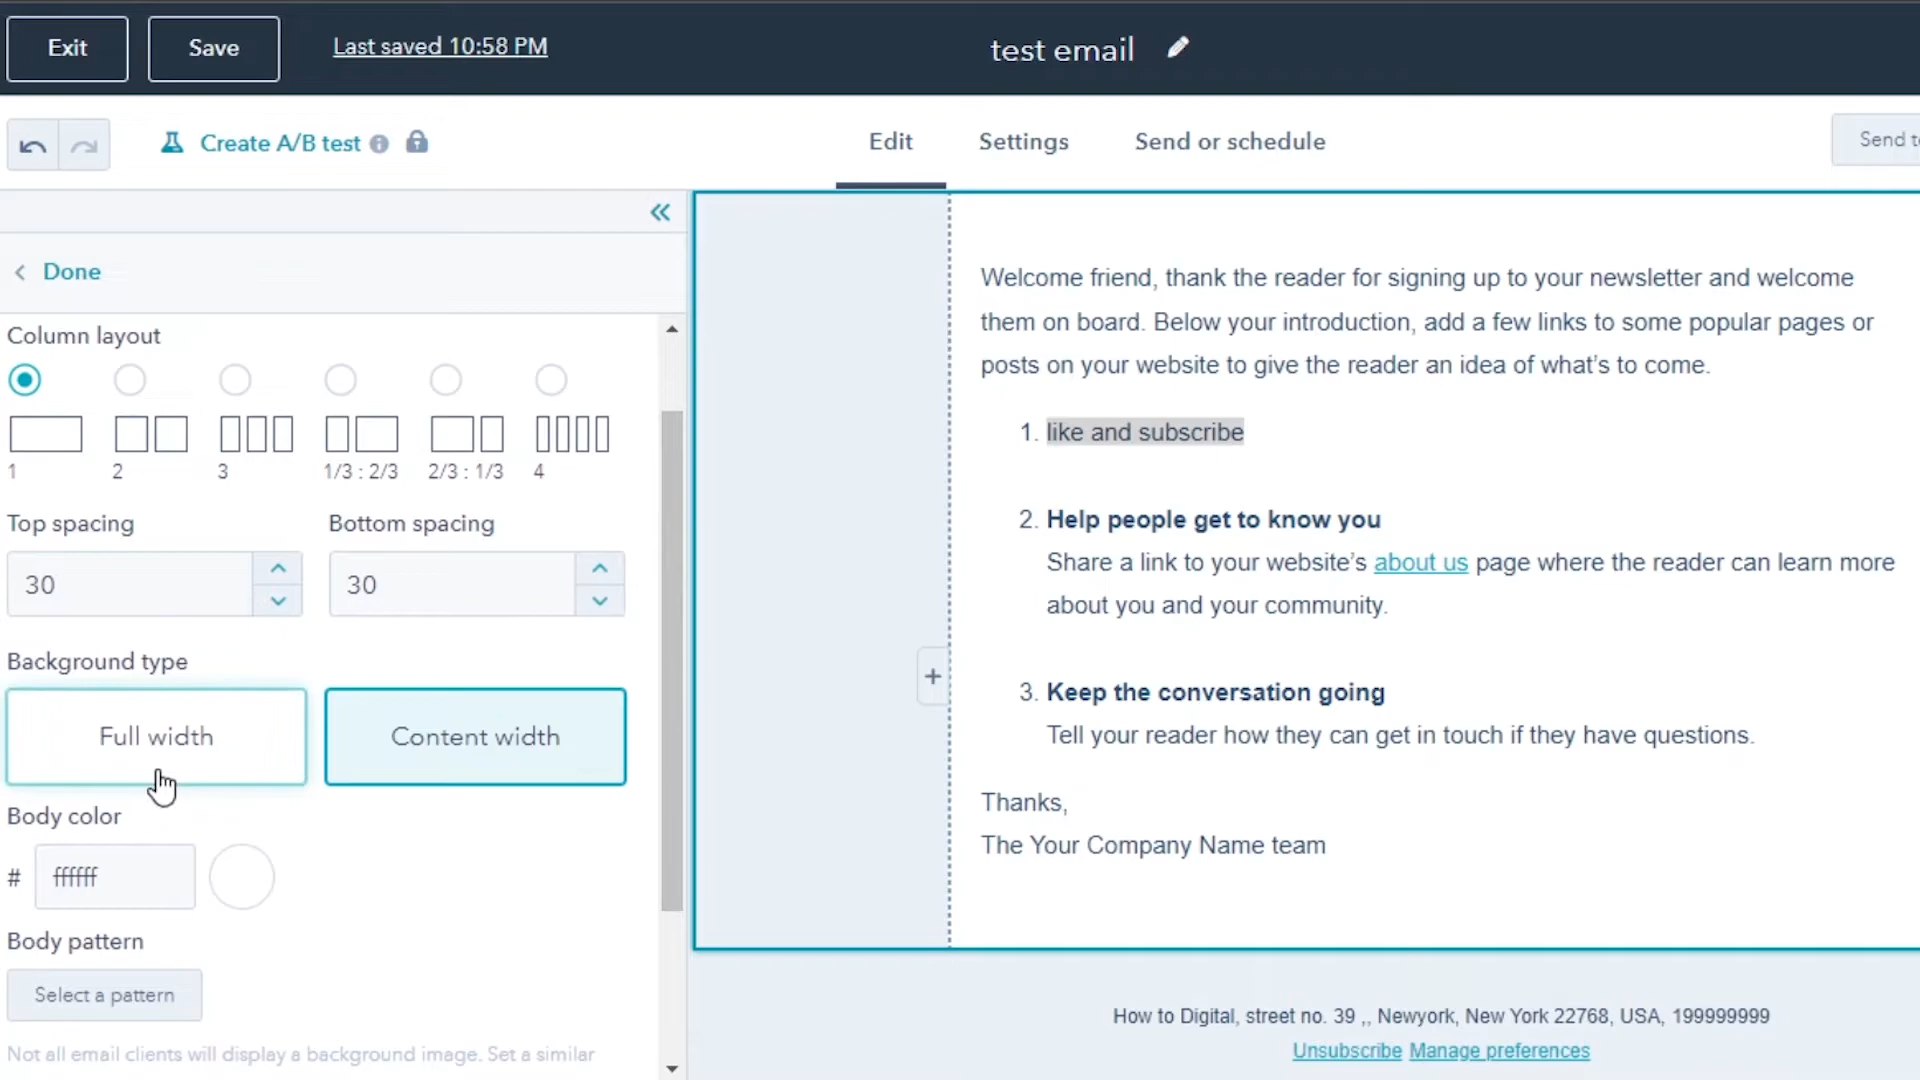 Exit
Save
Last saved 10:58 PM
test email
Create A/B test
Edit
Settings
Send or schedule
Send t
Done
Column layout
1
2
3
1/3 : 2/3
2/3 : 1/3
4
Top spacing
Bottom spacing
30
30
Background type
Full width
Content width
Body color
# ffffff
Body pattern
Select a pattern
Not all email clients will display a background image. Set a similar
Welcome friend, thank the reader for signing up to your newsletter and welcome
them on board. Below your introduction, add a few links to some popular pages or
posts on your website to give the reader an idea of what's to come.
1. like and subscribe
2. Help people get to know you
Share a link to your website's about us page where the reader can learn more
about you and your community.
3. Keep the conversation going
Tell your reader how they can get in touch if they have questions.
Thanks,
The Your Company Name team
How to Digital, street no. 39 ,, Newyork, New York 22768, USA, 199999999
Unsubscribe Manage preferences